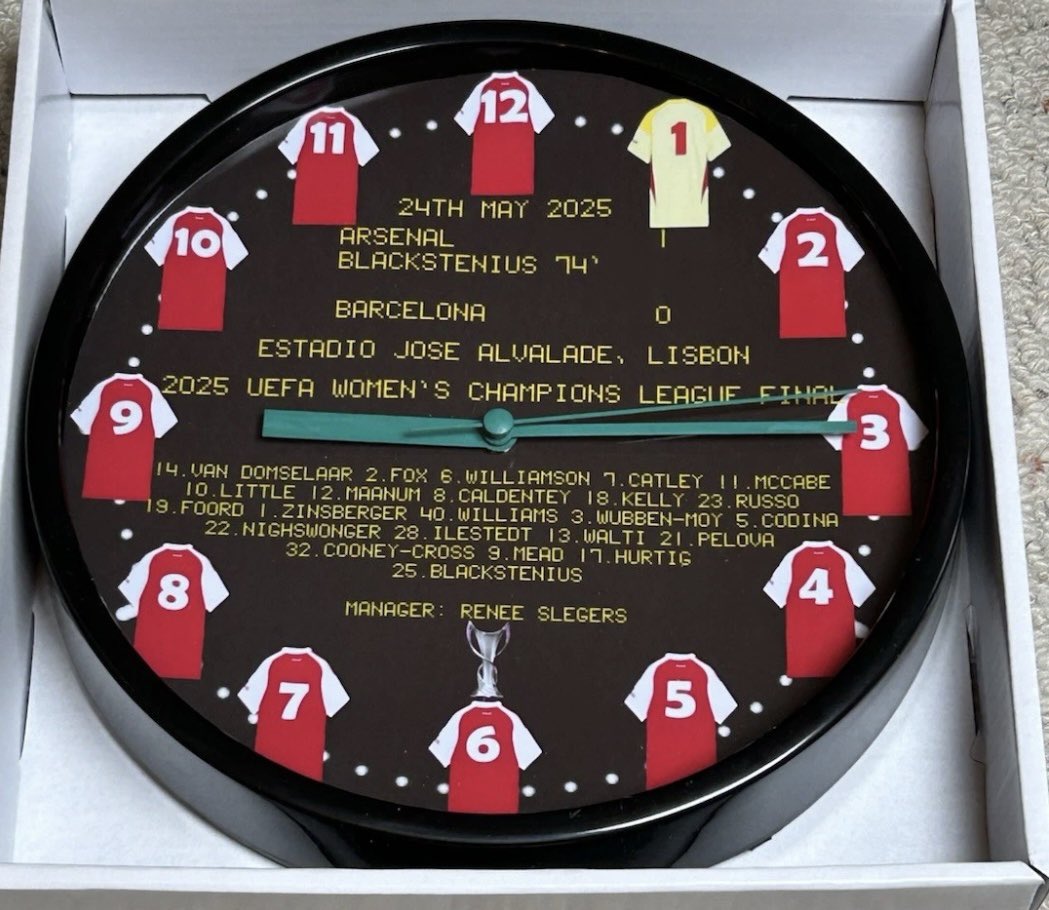 12
11
1
10
2
24TH MAY 2025
ARSENAL 1
BLACKSTENIUS 74'
BARCELONA 0
ESTADIO JOSE ALVALADE, LISBON
2025 UEFA WOMEN'S CHAMPIONS LEAGUE FINAL
9
3
14.VAN DOMSELAAR 2.FOX 6.WILLIAMSON 7.CATLEY 11.MCCABE
10.LITTLE 12.MAANUM 8.CALDENTEY 18.KELLY 23.RUSSO
19.FOORD 1.ZINSBERGER 40.WILLIAMS 3.WUBBEN-MOY 5.CODINA
22.NIGHSWONGER 28.ILESTEDT 13.WALTI 21.PELOVA
32.COONEY-CROSS 9.MEAD 17.HURTIG
25.BLACKSTENIUS
MANAGER: RENEE SLEGERS
8
4
7
5
6